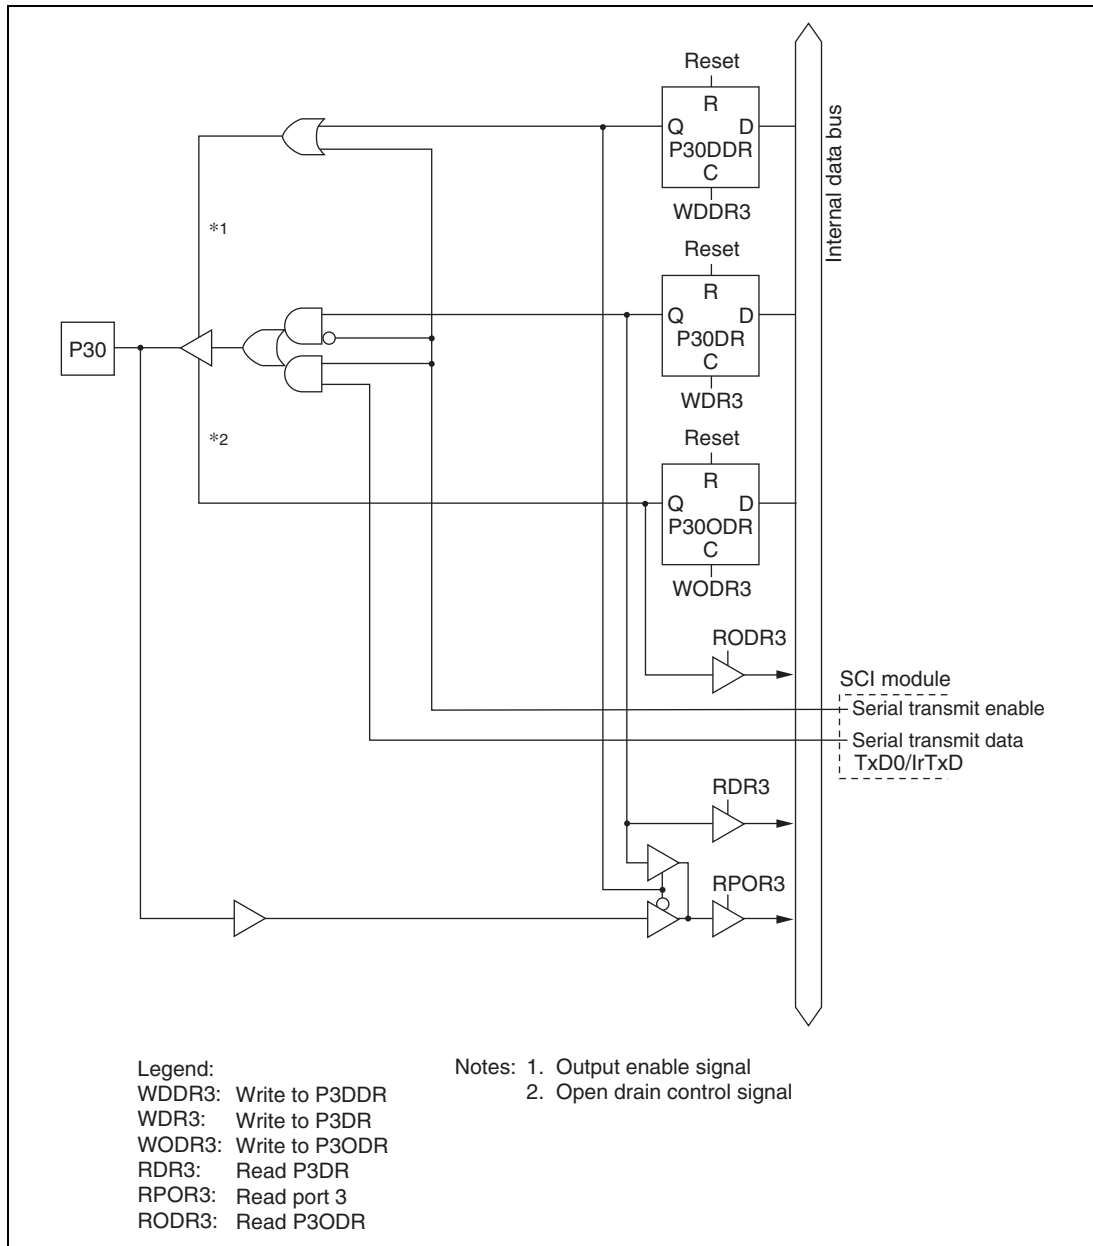 Reset
R
Q D
P30DDR
C
WDDR3
Internal data bus
*1
Reset
R
Q D
P30DR
C
WDR3
P30
*2
Reset
R
Q D
P30ODR
C
WODR3
RODR3
SCI module
Serial transmit enable
Serial transmit data
TxD0/IrTxD
RDR3
RPOR3
Legend:
WDDR3: Write to P3DDR
WDR3: Write to P3DR
WODR3: Write to P3ODR
RDR3: Read P3DR
RPOR3: Read port 3
RODR3: Read P3ODR
Notes: 1. Output enable signal
2. Open drain control signal